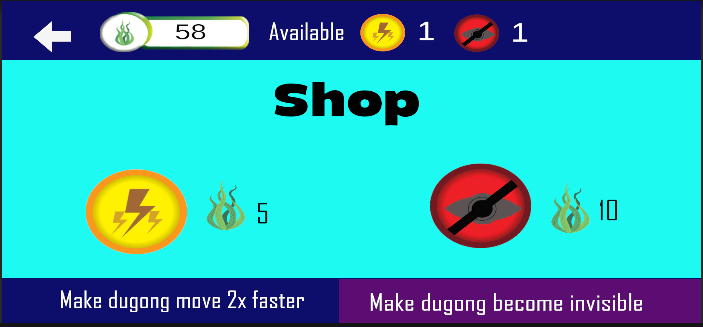 58 Available 1 1
Shop
5 10
Make dugong move 2x faster
Make dugong become invisible